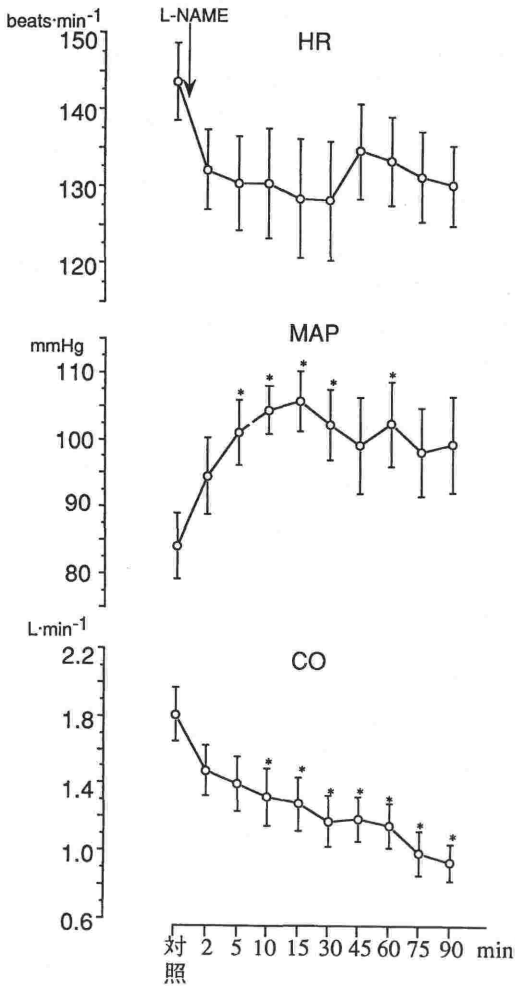 beats·min⁻¹
L-NAME
HR
150
140
130
120
mmHg
MAP
110
100
90
80
* * * * *
L·min⁻¹
CO
2.2
1.8
1.4
1.0
0.6
* * * * * * *
対照 2 5 10 15 30 45 60 75 90 min